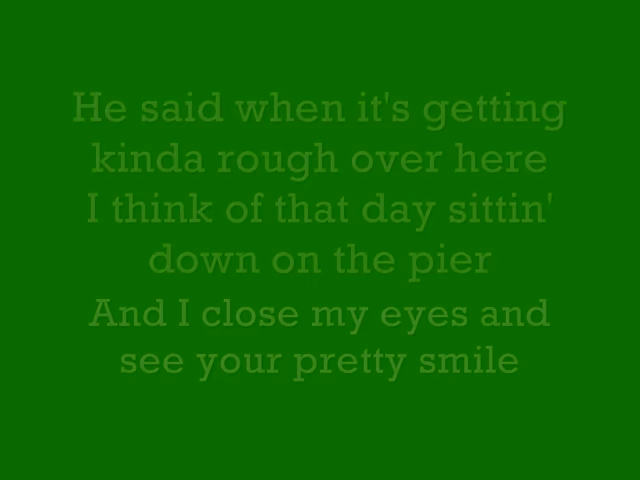 He said when it's getting
kinda rough over here
I think of that day sittin'
down on the pier
And I close my eyes and
see your pretty smile